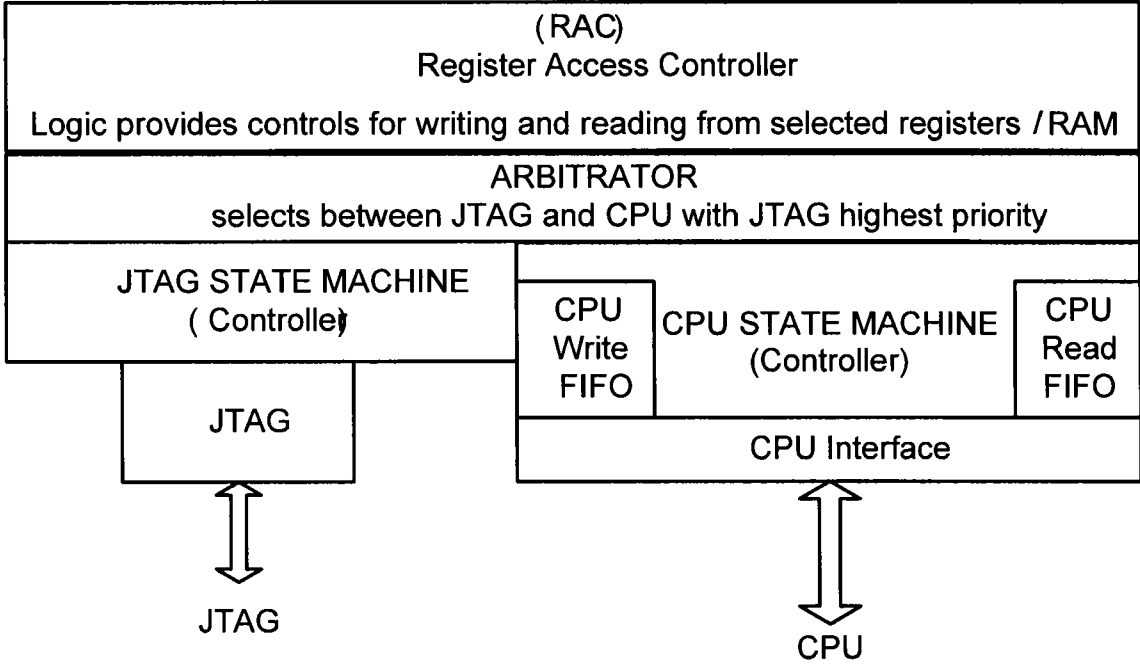 (RAC)
Register Access Controller
Logic provides controls for writing and reading from selected registers / RAM
ARBITRATOR
selects between JTAG and CPU with JTAG highest priority
JTAG STATE MACHINE
( Controller)
CPU
Write
FIFO
CPU STATE MACHINE
(Controller)
CPU
Read
FIFO
JTAG
CPU Interface
JTAG
CPU